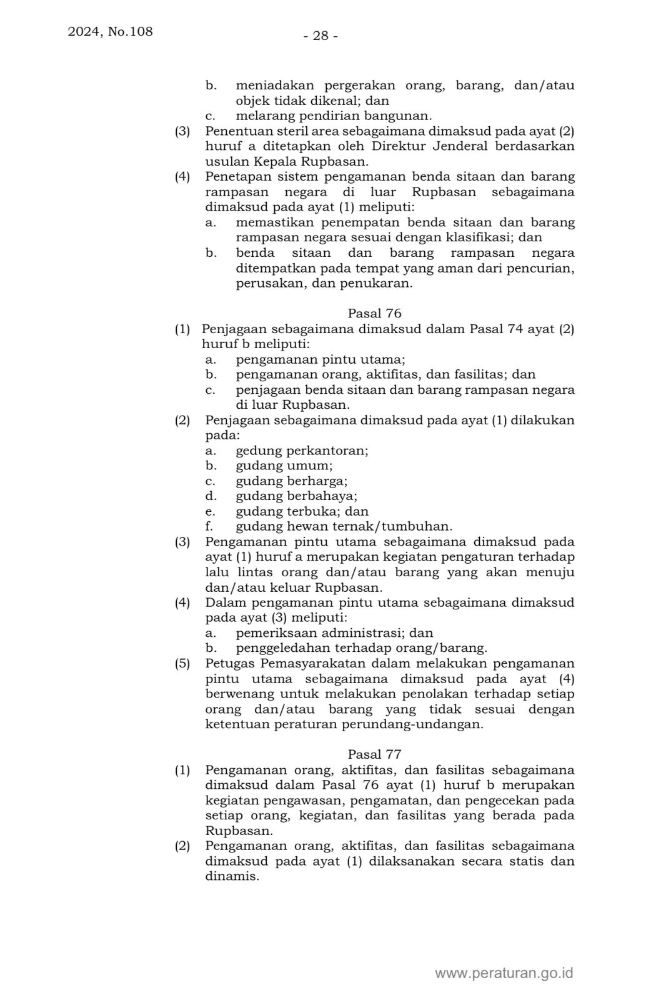 2024, No.108
- 28 -
b. meniadakan pergerakan orang, barang, dan/atau
objek tidak dikenal; dan
c. melarang pendirian bangunan.
(3) Penentuan steril area sebagaimana dimaksud pada ayat (2)
huruf a ditetapkan oleh Direktur Jenderal berdasarkan
usulan Kepala Rupbasan.
(4) Penetapan sistem pengamanan benda sitaan dan barang
rampasan negara di luar Rupbasan sebagaimana
dimaksud pada ayat (1) meliputi:
a. memastikan penempatan benda sitaan dan barang
rampasan negara sesuai dengan klasifikasi; dan
b. benda sitaan dan barang rampasan negara
ditempatkan pada tempat yang aman dari pencurian,
perusakan, dan penukaran.
Pasal 76
(1) Penjagaan sebagaimana dimaksud dalam Pasal 74 ayat (2)
huruf b meliputi:
a. pengamanan pintu utama;
b. pengamanan orang, aktifitas, dan fasilitas; dan
c. penjagaan benda sitaan dan barang rampasan negara
di luar Rupbasan.
(2) Penjagaan sebagaimana dimaksud pada ayat (1) dilakukan
pada:
a. gedung perkantoran;
b. gudang umum;
c. gudang berharga;
d. gudang berbahaya;
e. gudang terbuka; dan
f. gudang hewan ternak/tumbuhan.
(3) Pengamanan pintu utama sebagaimana dimaksud pada
ayat (1) huruf a merupakan kegiatan pengaturan terhadap
lalu lintas orang dan/atau barang yang akan menuju
dan/atau keluar Rupbasan.
(4) Dalam pengamanan pintu utama sebagaimana dimaksud
pada ayat (3) meliputi:
a. pemeriksaan administrasi; dan
b. penggeledahan terhadap orang/barang.
(5) Petugas Pemasyarakatan dalam melakukan pengamanan
pintu utama sebagaimana dimaksud pada ayat (4)
berwenang untuk melakukan penolakan terhadap setiap
orang dan/atau barang yang tidak sesuai dengan
ketentuan peraturan perundang-undangan.
Pasal 77
(1) Pengamanan orang, aktifitas, dan fasilitas sebagaimana
dimaksud dalam Pasal 76 ayat (1) huruf b merupakan
kegiatan pengawasan, pengamatan, dan pengecekan pada
setiap orang, kegiatan, dan fasilitas yang berada pada
Rupbasan.
(2) Pengamanan orang, aktifitas, dan fasilitas sebagaimana
dimaksud pada ayat (1) dilaksanakan secara statis dan
dinamis.
www.peraturan.go.id